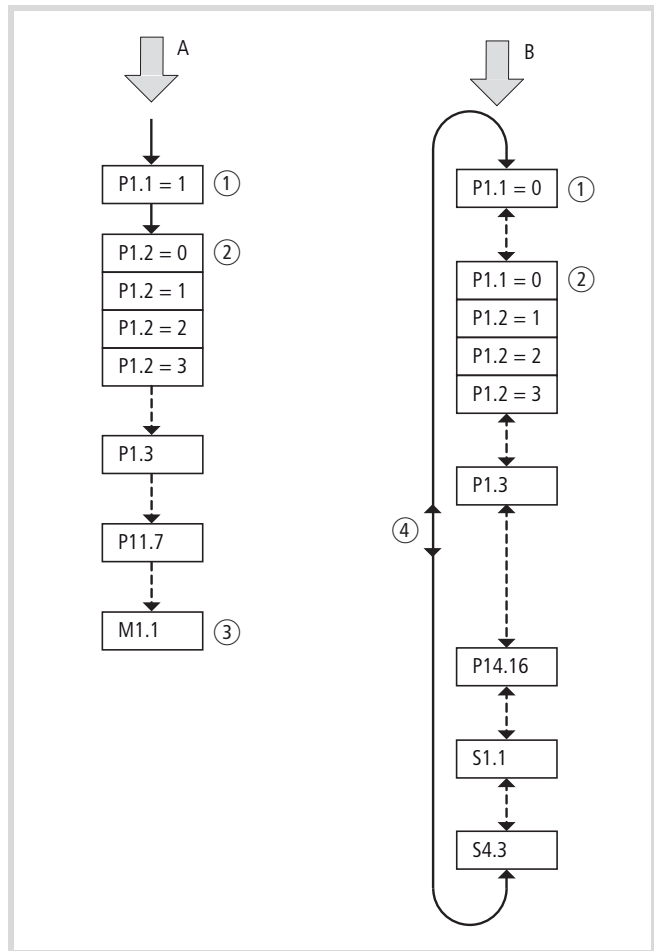 A
P1.1 = 1
①
P1.2 = 0
②
P1.2 = 1
P1.2 = 2
P1.2 = 3
P1.3
P11.7
M1.1
③
B
P1.1 = 0
①
P1.1 = 0
②
P1.2 = 1
P1.2 = 2
P1.2 = 3
P1.3
④
P14.16
S1.1
S4.3